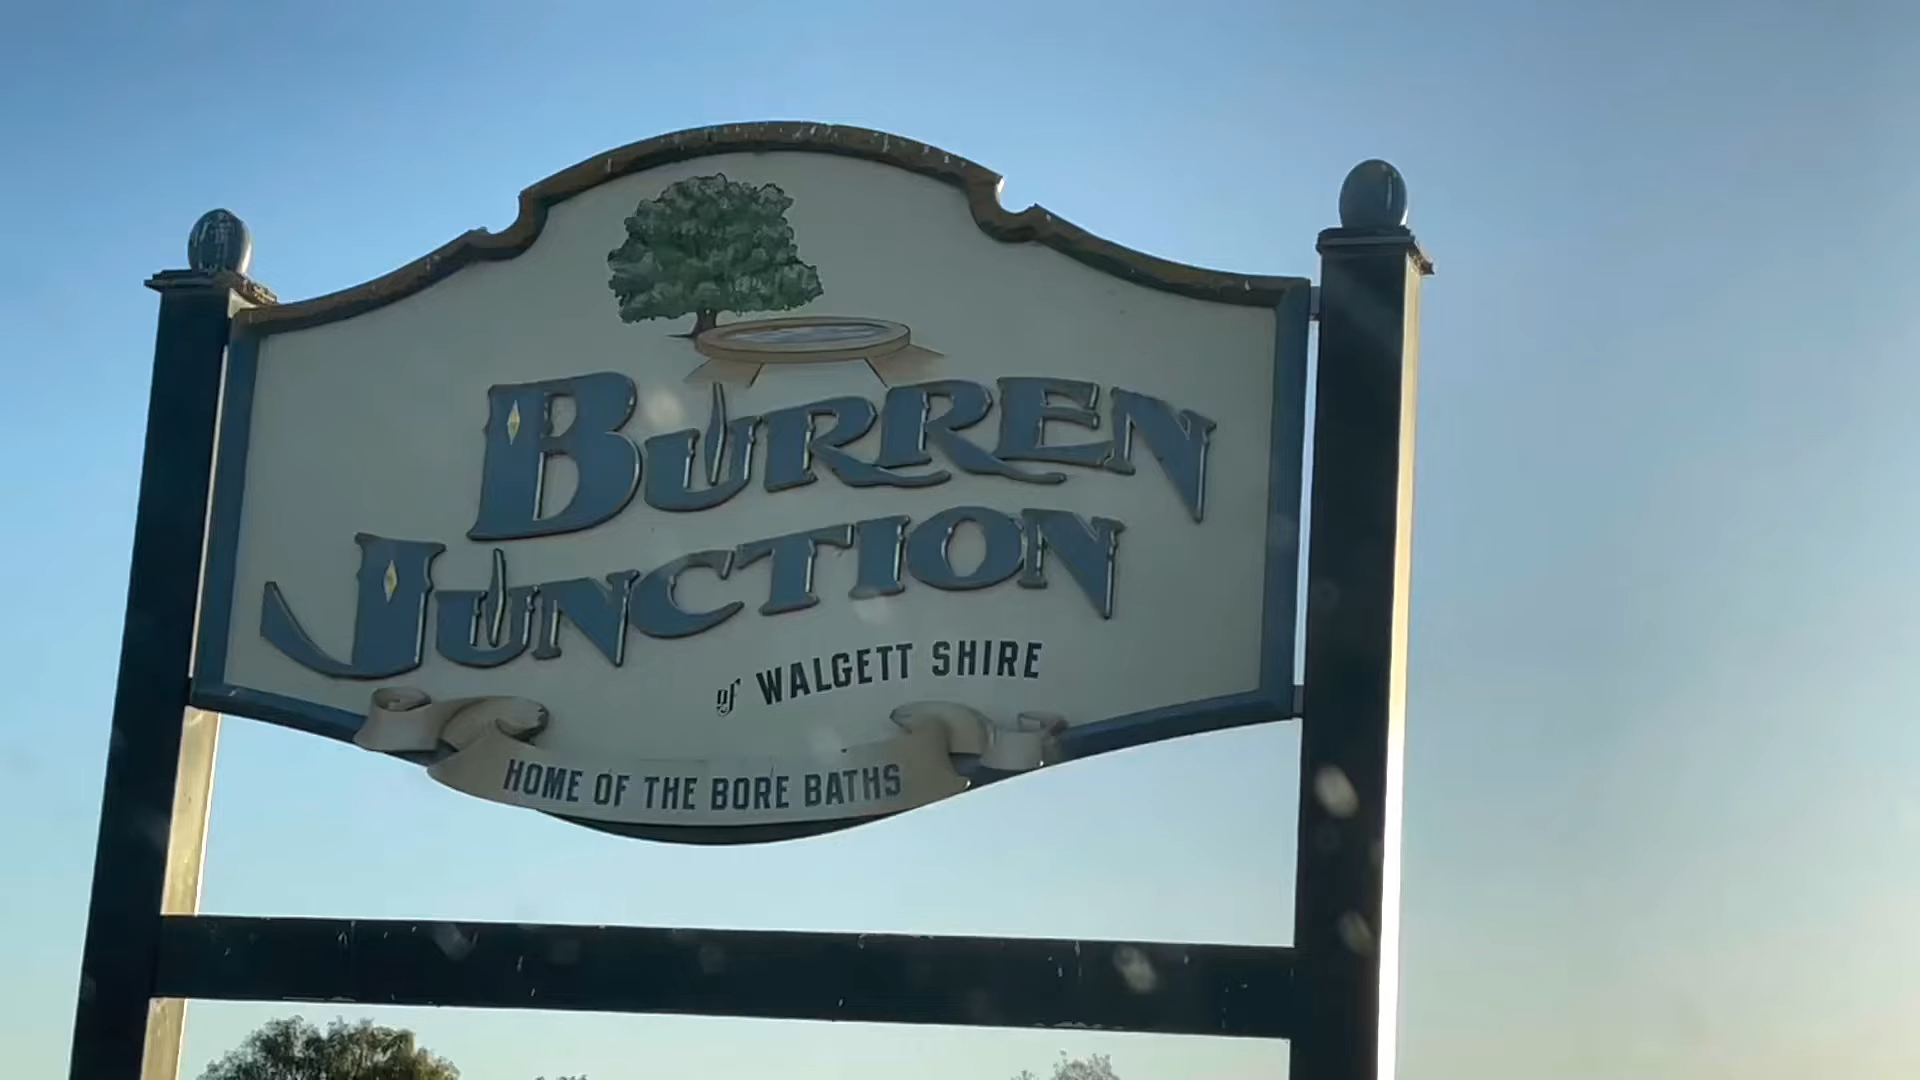 BURREN
JUNCTION
of WALGETT SHIRE
HOME OF THE BORE BATHS